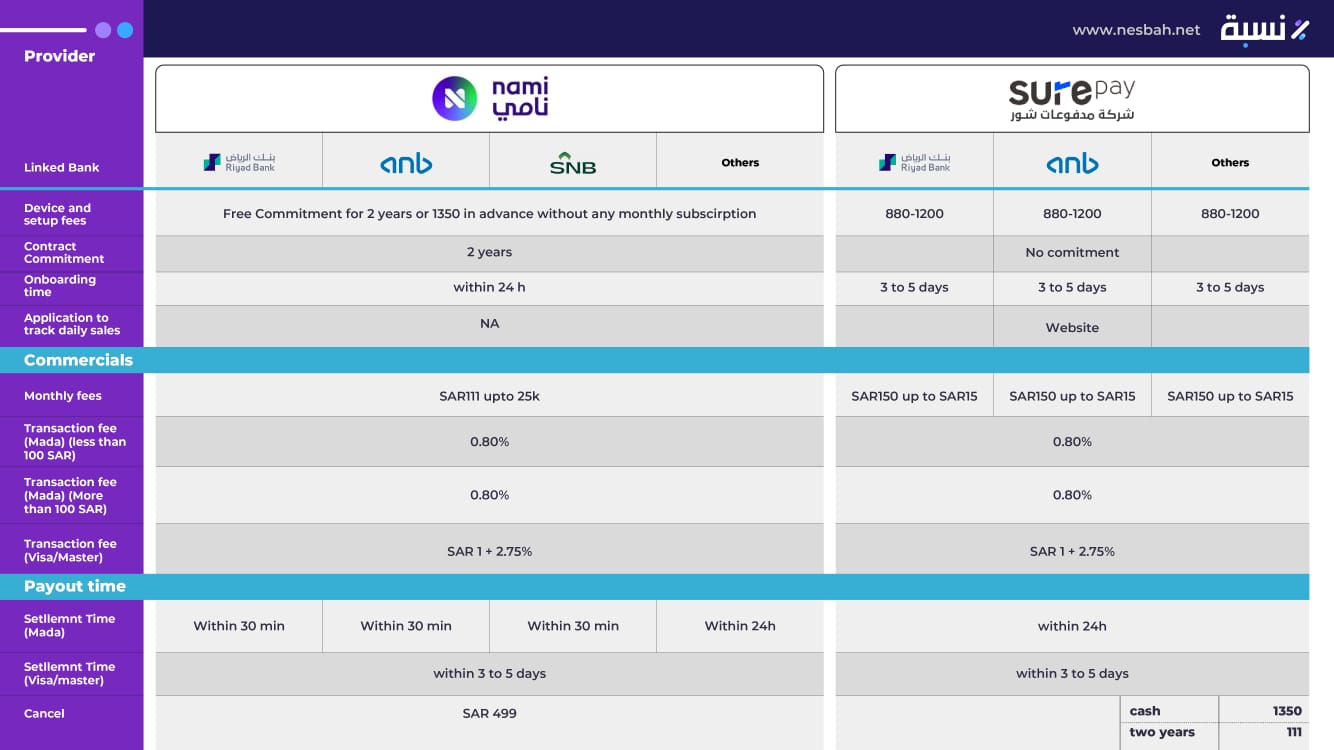 www.nesbah.net
نسبة
Provider
nami
نامي
surepay
شركة مدفوعات شور
Linked Bank
بنك الرياض
Riyad Bank
anb
SNB
Others
بنك الرياض
Riyad Bank
anb
Others
Device and
setup fees
Free Commitment for 2 years or 1350 in advance without any monthly subscirption
880-1200
880-1200
880-1200
Contract
Commitment
2 years
No comitment
Onboarding
time
within 24 h
3 to 5 days
3 to 5 days
3 to 5 days
Application to
track daily sales
NA
Website
Commercials
Monthly fees
SAR111 upto 25k
SAR150 up to SAR15
SAR150 up to SAR15
SAR150 up to SAR15
Transaction fee
(Mada) (less than
100 SAR)
0.80%
0.80%
Transaction fee
(Mada) (More
than 100 SAR)
0.80%
0.80%
Transaction fee
(Visa/Master)
SAR 1 + 2.75%
SAR 1 + 2.75%
Payout time
Setllemnt Time
(Mada)
Within 30 min
Within 30 min
Within 30 min
Within 24h
within 24h
Setllemnt Time
(Visa/master)
within 3 to 5 days
within 3 to 5 days
Cancel
SAR 499
cash 1350
two years 111